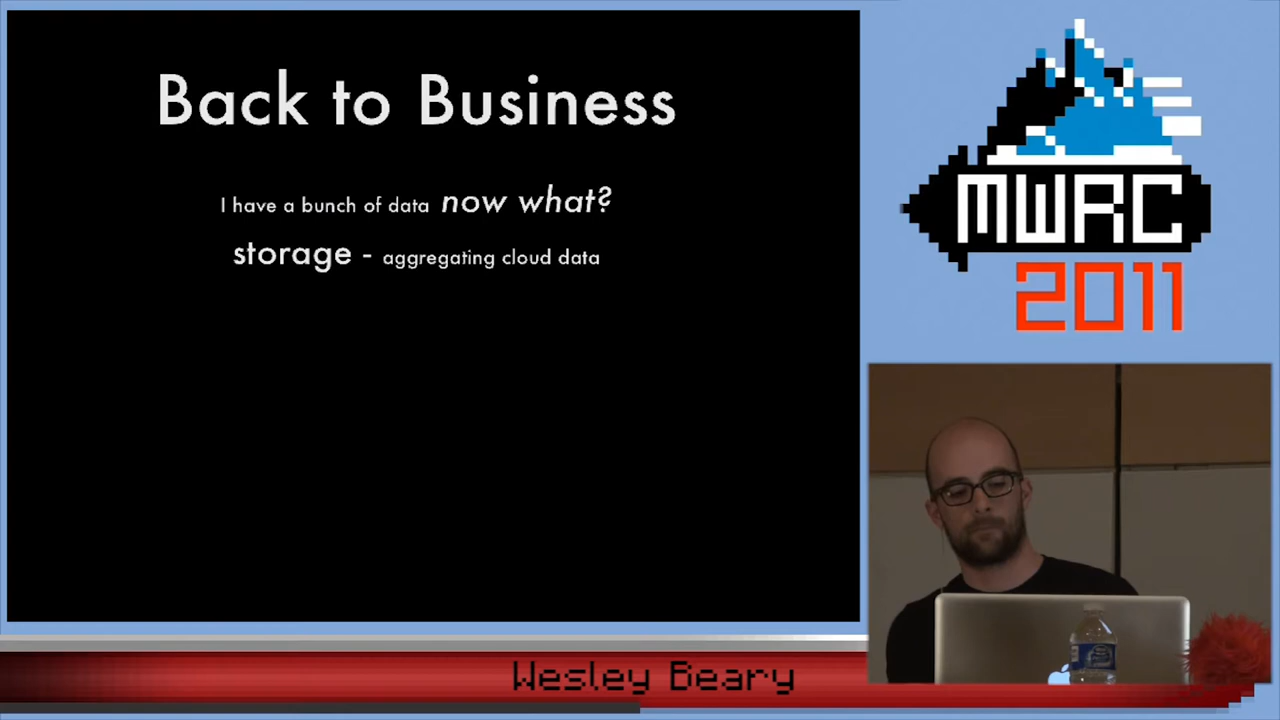 Back to Business
I have a bunch of data now what?
storage - aggregating cloud data
MWRC
2011
Wesley Beary